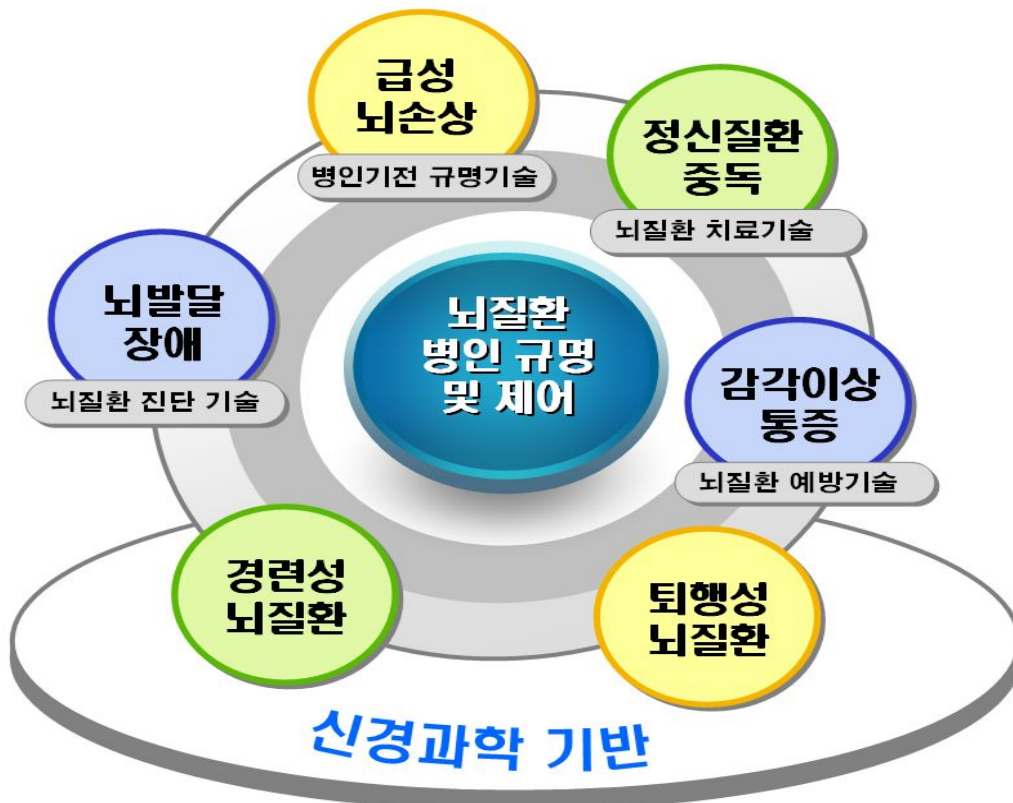 급성
뇌손상
병인기전 규명기술
정신질환
중독
뇌질환 치료기술
뇌발달
장애
뇌질환 진단 기술
뇌질환
병인 규명
및 제어
감각이상
통증
뇌질환 예방기술
경련성
뇌질환
퇴행성
뇌질환
신경과학 기반